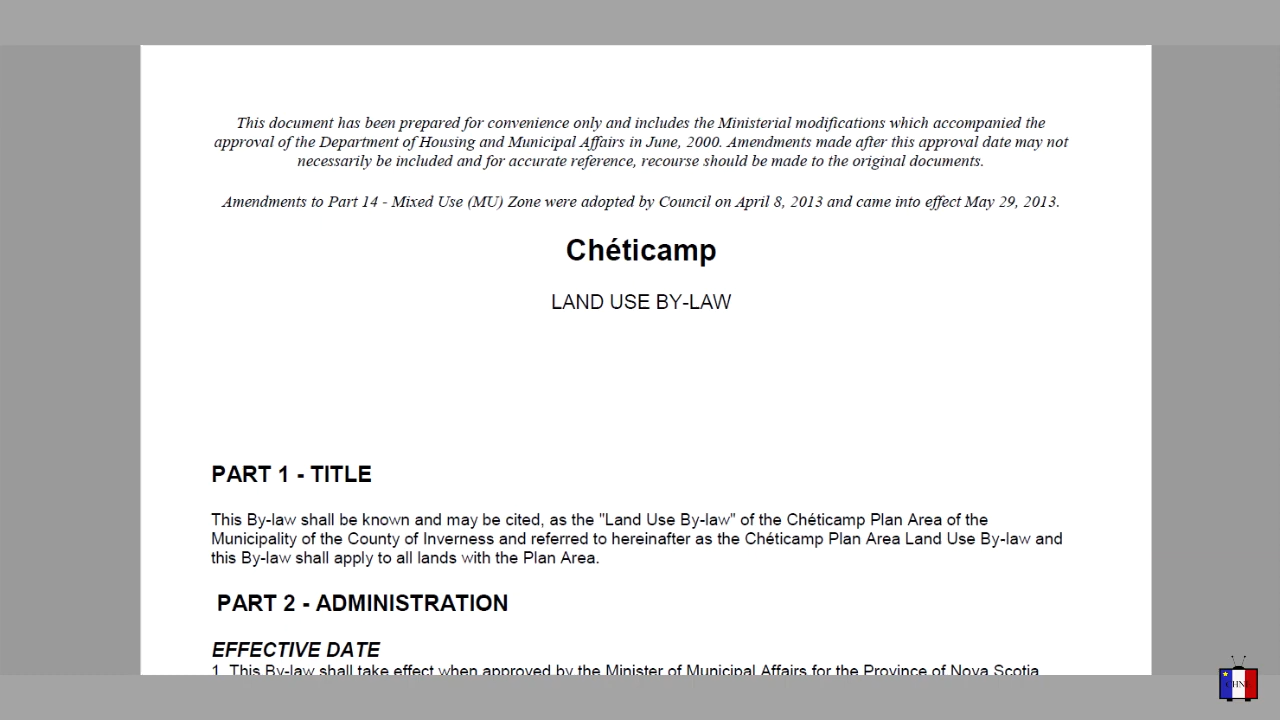 This document has been prepared for convenience only and includes the Ministerial modifications which accompanied the
approval of the Department of Housing and Municipal Affairs in June, 2000. Amendments made after this approval date may not
necessarily be included and for accurate reference, recourse should be made to the original documents.
Amendments to Part 14 - Mixed Use (MU) Zone were adopted by Council on April 8, 2013 and came into effect May 29, 2013.
Chéticamp
LAND USE BY-LAW
PART 1 - TITLE
This By-law shall be known and may be cited, as the "Land Use By-law" of the Chéticamp Plan Area of the
Municipality of the County of Inverness and referred to hereinafter as the Chéticamp Plan Area Land Use By-law and
this By-law shall apply to all lands with the Plan Area.
PART 2 - ADMINISTRATION
EFFECTIVE DATE
1. This By-law shall take effect when approved by the Minister of Municipal Affairs for the Province of Nova Scotia